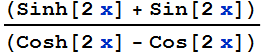 (Sinh[2 x] + Sin[2 x])
(Cosh[2 x] - Cos[2 x])